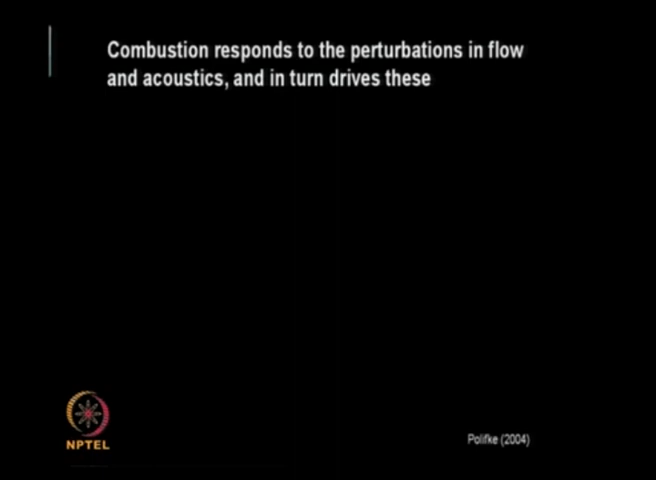 Combustion responds to the perturbations in flow
and acoustics, and in turn drives these
NPTEL
Polifke (2004)